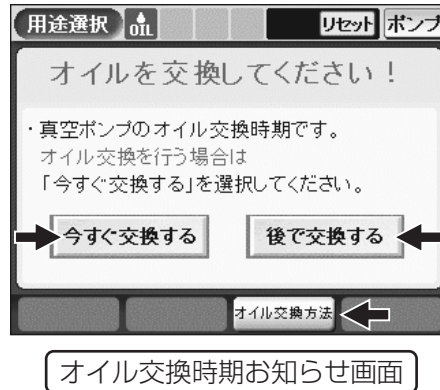 用途選択 OIL リセット ポンプ
オイルを交換してください！
・真空ポンプのオイル交換時期です。
オイル交換を行う場合は
「今すぐ交換する」を選択してください。
今すぐ交換する 後で交換する
オイル交換方法
オイル交換時期お知らせ画面